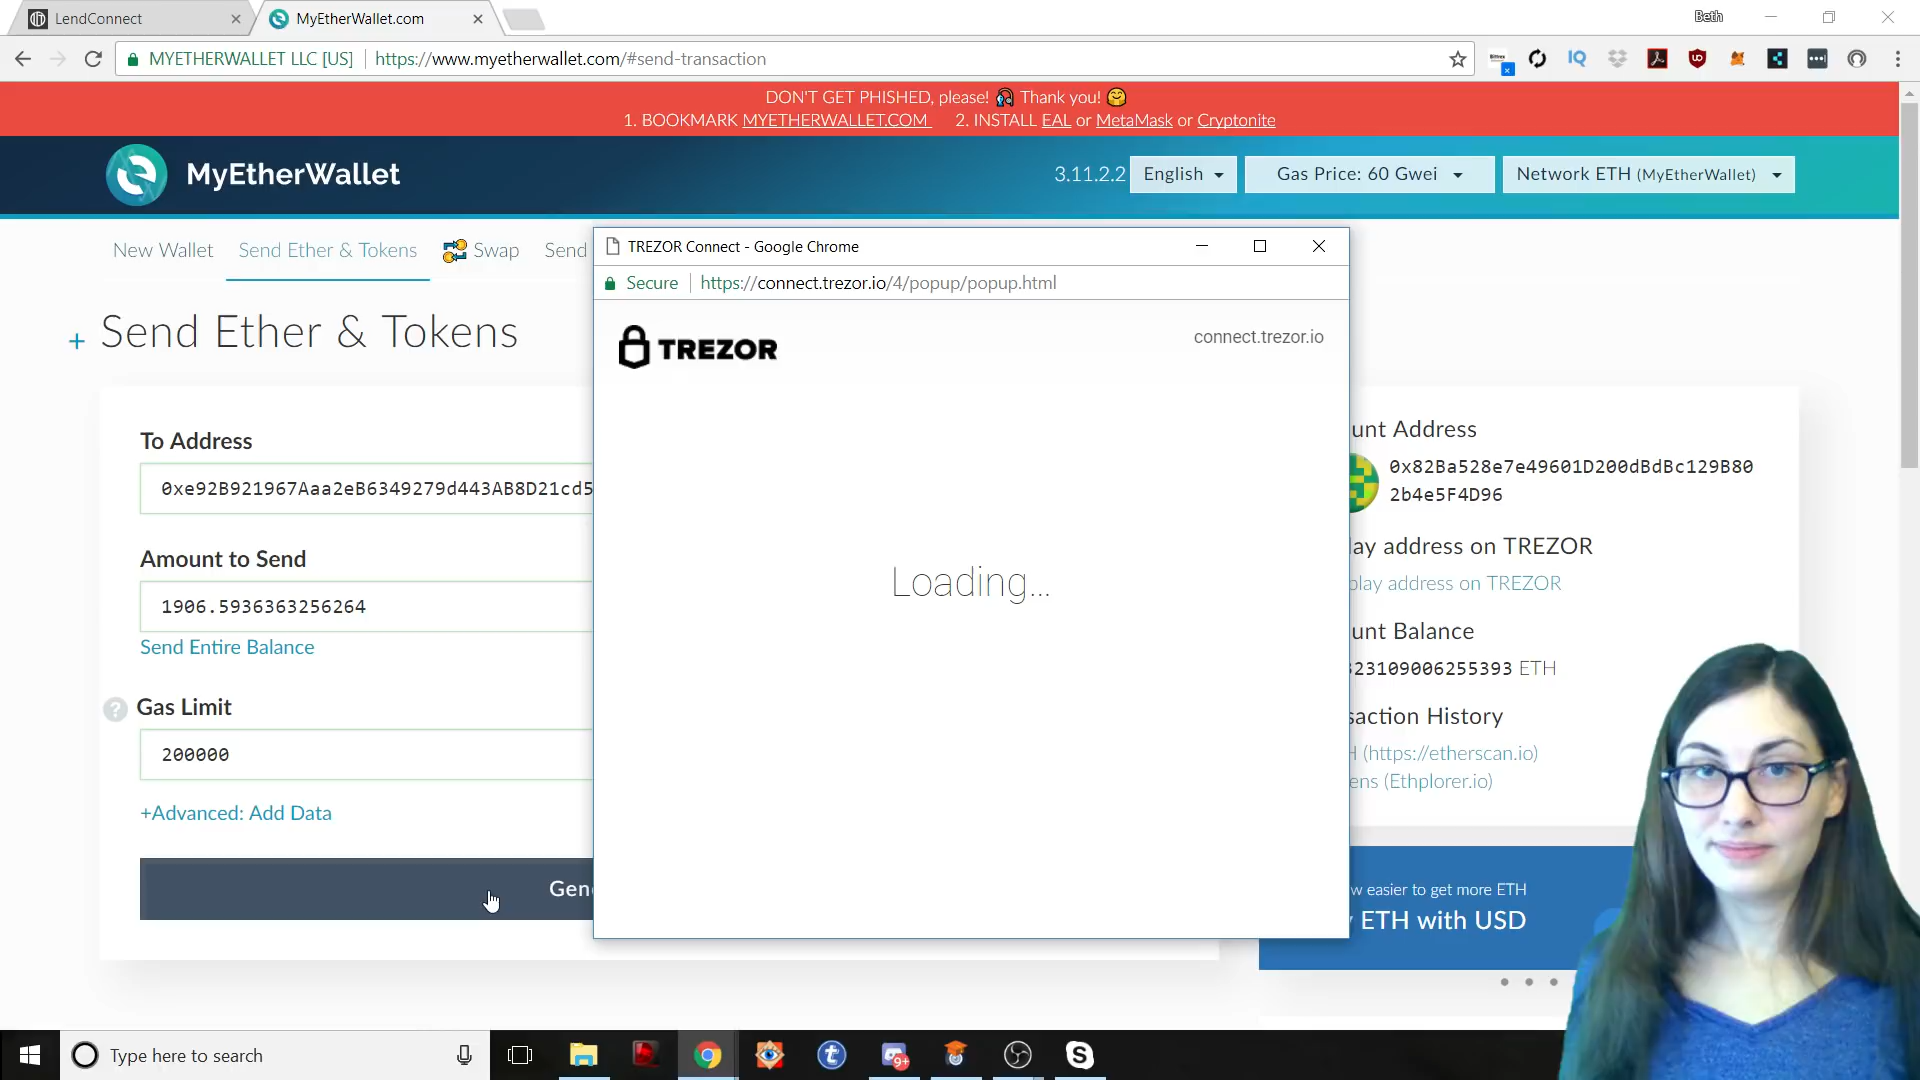 LendConnect
MyEtherWallet.com
Beth
MYETHERWALLET LLC [US]
https://www.myetherwallet.com/#send-transaction
DON'T GET PHISHED, please! Thank you!
1. BOOKMARK MYETHERWALLET.COM 2. INSTALL EAL or MetaMask or Cryptonite
MyEtherWallet
3.11.2.2
English
Gas Price: 60 Gwei
Network ETH (MyEtherWallet)
New Wallet
Send Ether & Tokens
Swap
Send
TREZOR Connect - Google Chrome
Secure
https://connect.trezor.io/4/popup/popup.html
TREZOR
connect.trezor.io
Loading...
+ Send Ether & Tokens
To Address
0xe92B921967Aaa2eB6349279d443AB8D21cd5
Amount to Send
1906.5936363256264
Send Entire Balance
? Gas Limit
200000
+Advanced: Add Data
Gen
unt Address
0x82Ba528e7e49601D200dBdBc129B80
2b4e5F4D96
lay address on TREZOR
play address on TREZOR
unt Balance
323109006255393 ETH
saction History
H (https://etherscan.io)
ens (Ethplorer.io)
w easier to get more ETH
y ETH with USD
Type here to search
9+